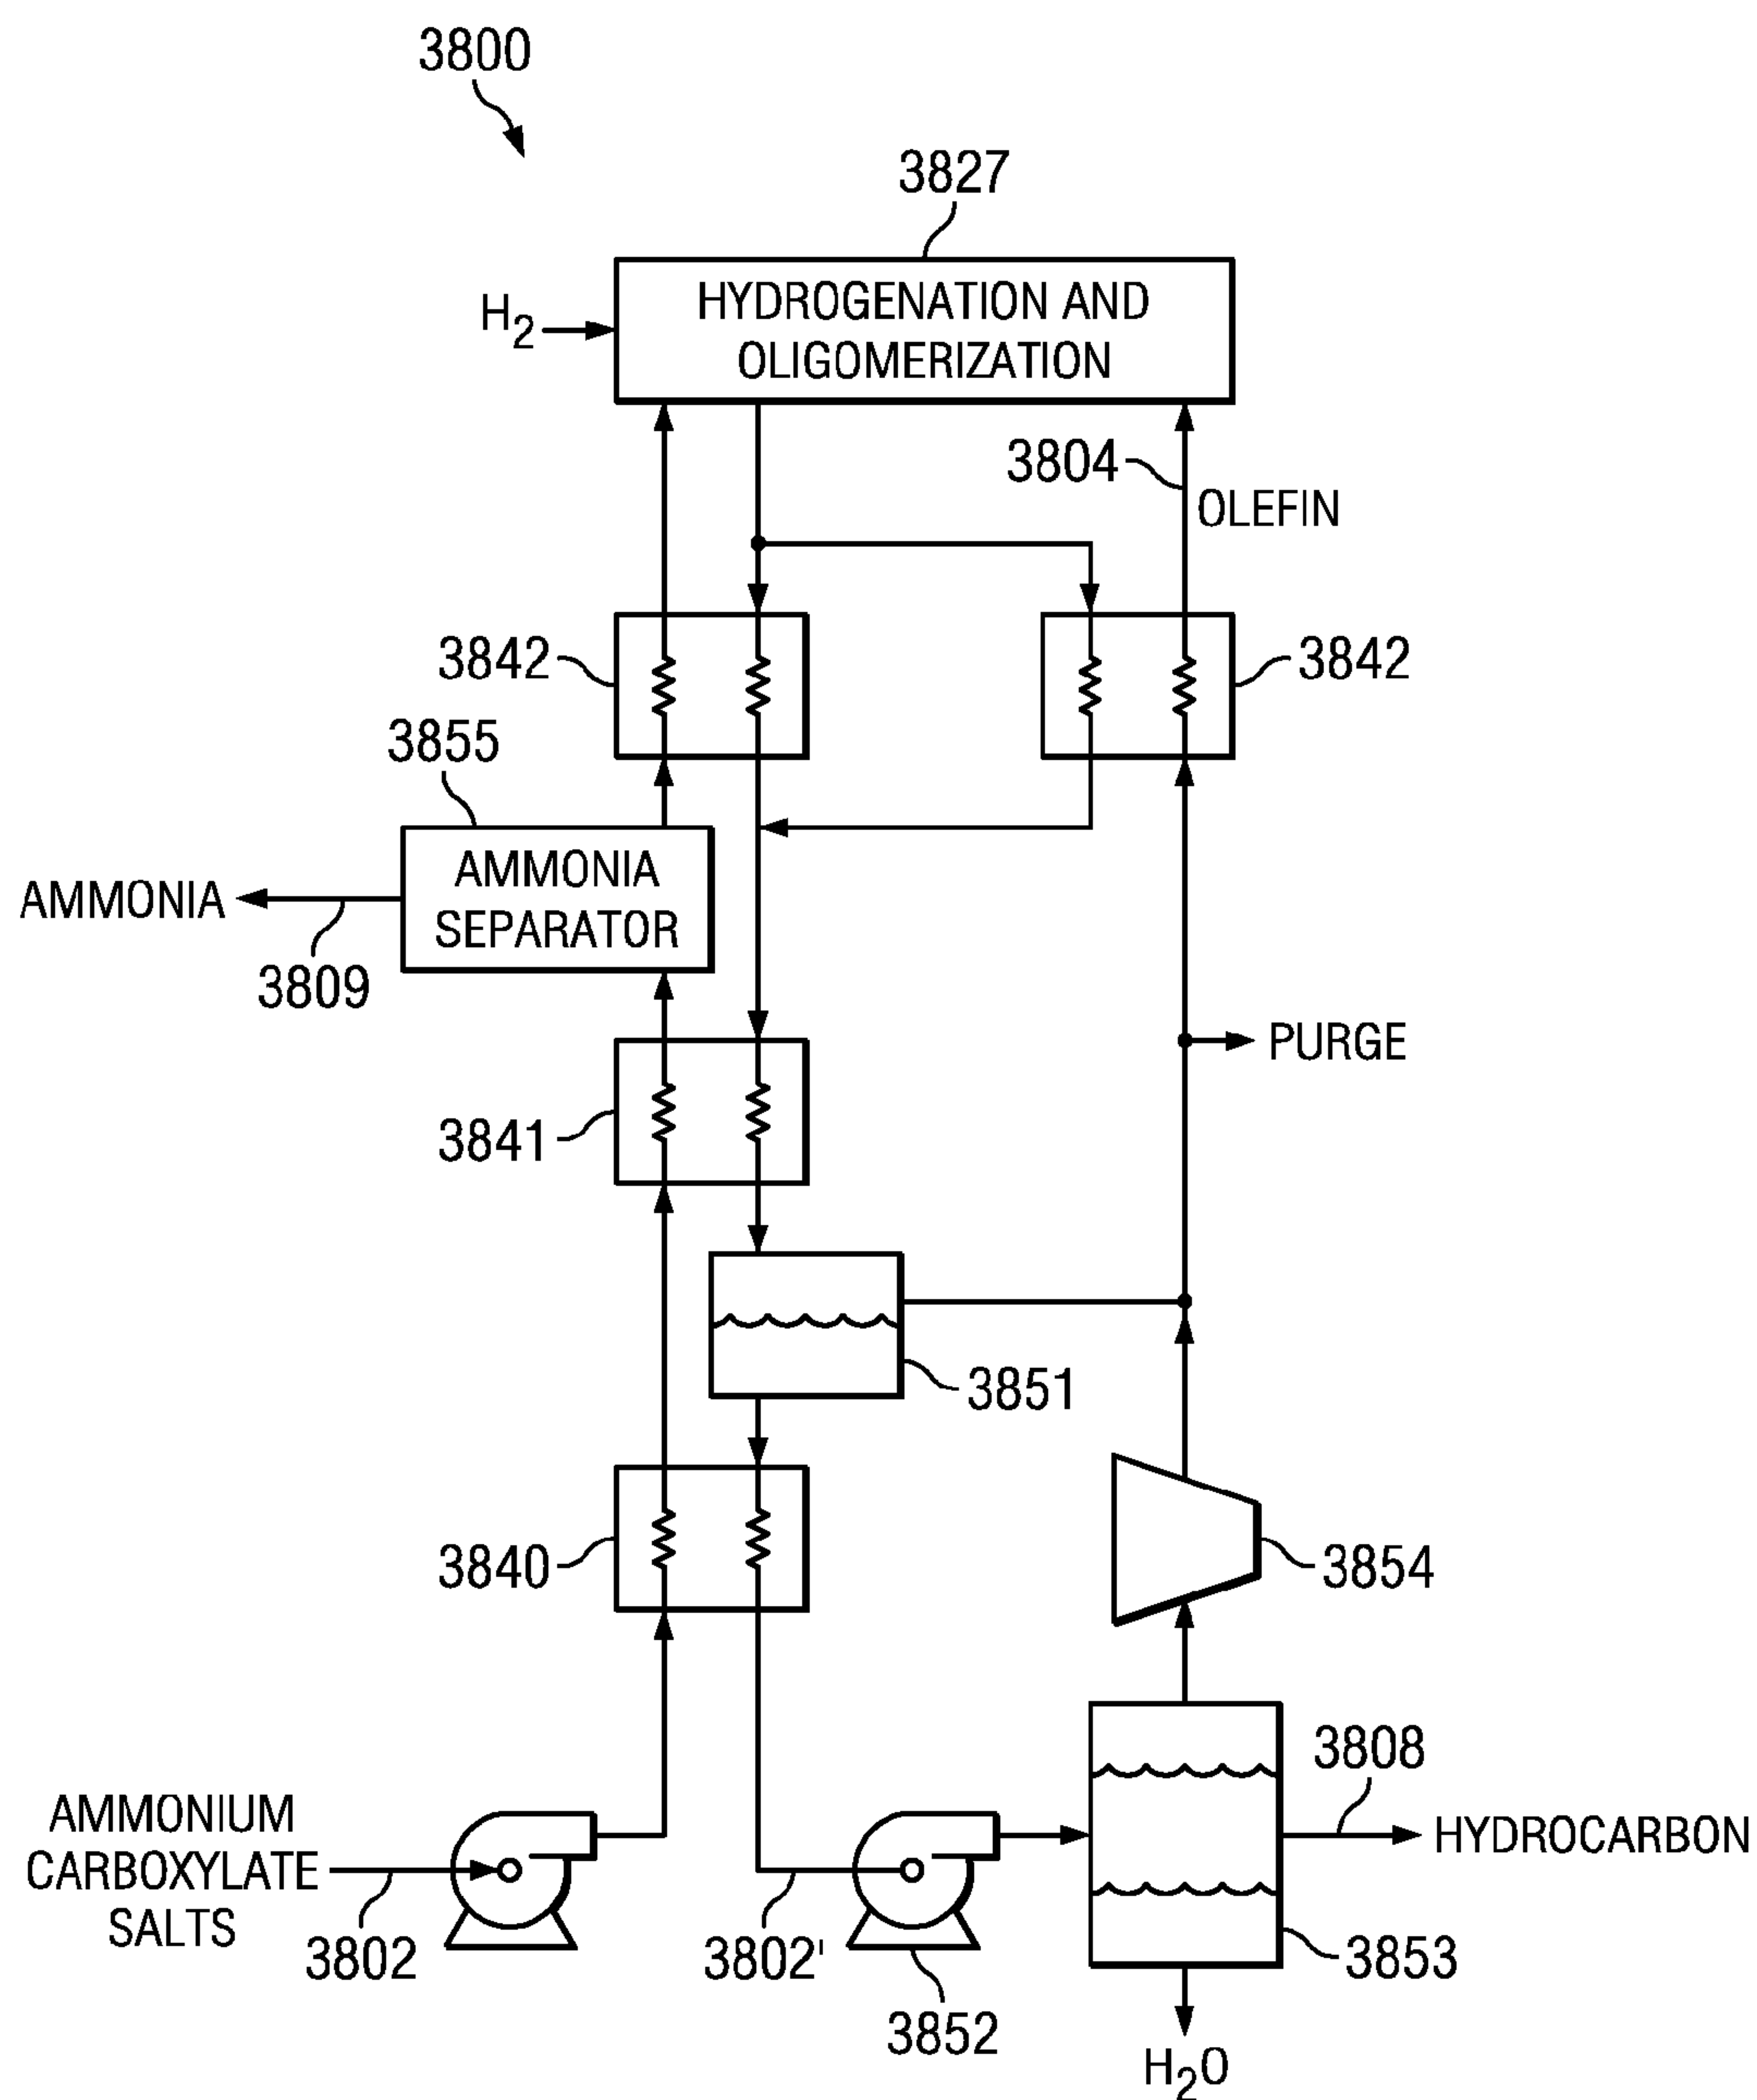 3800
3827
H2
HYDROGENATION AND
OLIGOMERIZATION
3804
OLEFIN
3842
3842
3855
AMMONIA
SEPARATOR
AMMONIA
3809
PURGE
3841
3851
3840
3854
3808
HYDROCARBON
AMMONIUM
CARBOXYLATE
SALTS
3802
3802'
3853
3852
H2O